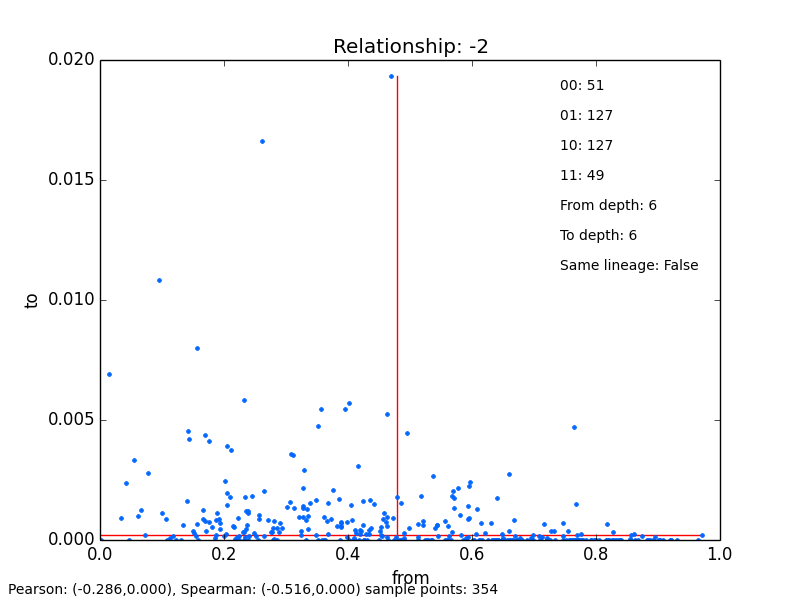 Relationship: -2
0.020
0.015
0.010
0.005
0.000
to
00: 51
01: 127
10: 127
11: 49
From depth: 6
To depth: 6
Same lineage: False
0.0 0.2 0.4 0.6 0.8 1.0
from
Pearson: (-0.286,0.000), Spearman: (-0.516,0.000) sample points: 354